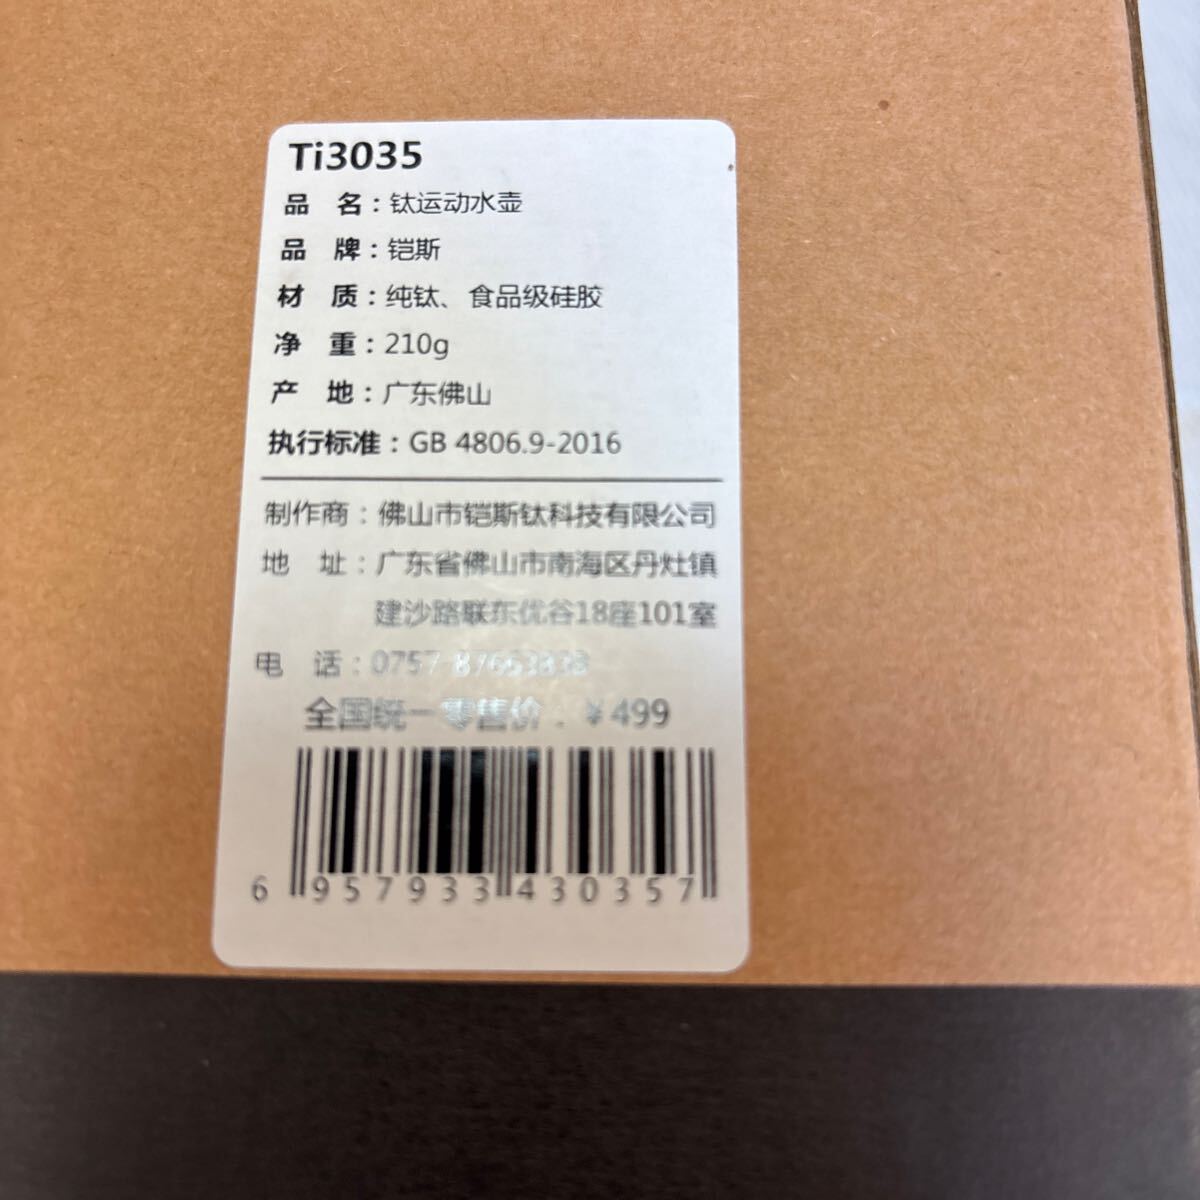 Ti3035
品 名：钛运动水壶
品 牌：铠斯
材 质：纯钛、食品级硅胶
净 重：210g
产 地：广东佛山
执行标准：GB 4806.9-2016
制作商：佛山市铠斯钛科技有限公司
地 址：广东省佛山市南海区丹灶镇
建沙路联东优谷18座101室
电 话：0757-87663838
全国统一零售价：￥499
6 957933 430357